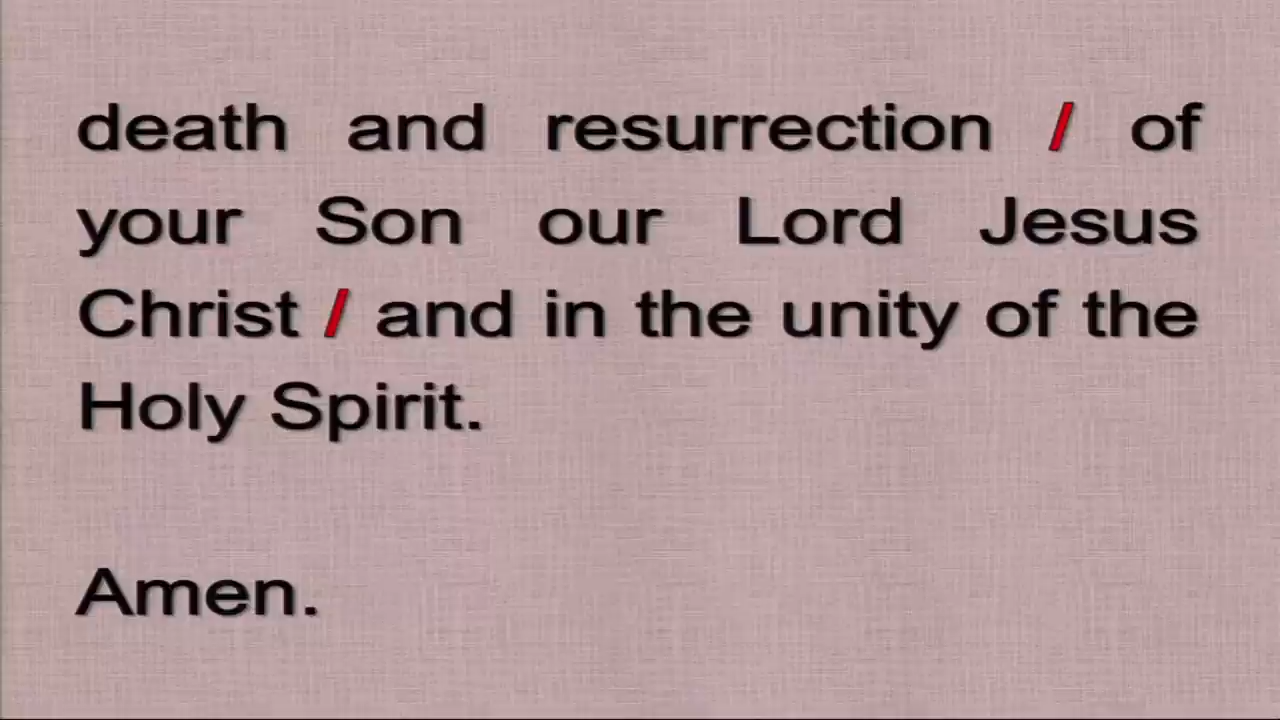 death and resurrection / of
your Son our Lord Jesus
Christ / and in the unity of the
Holy Spirit.
Amen.